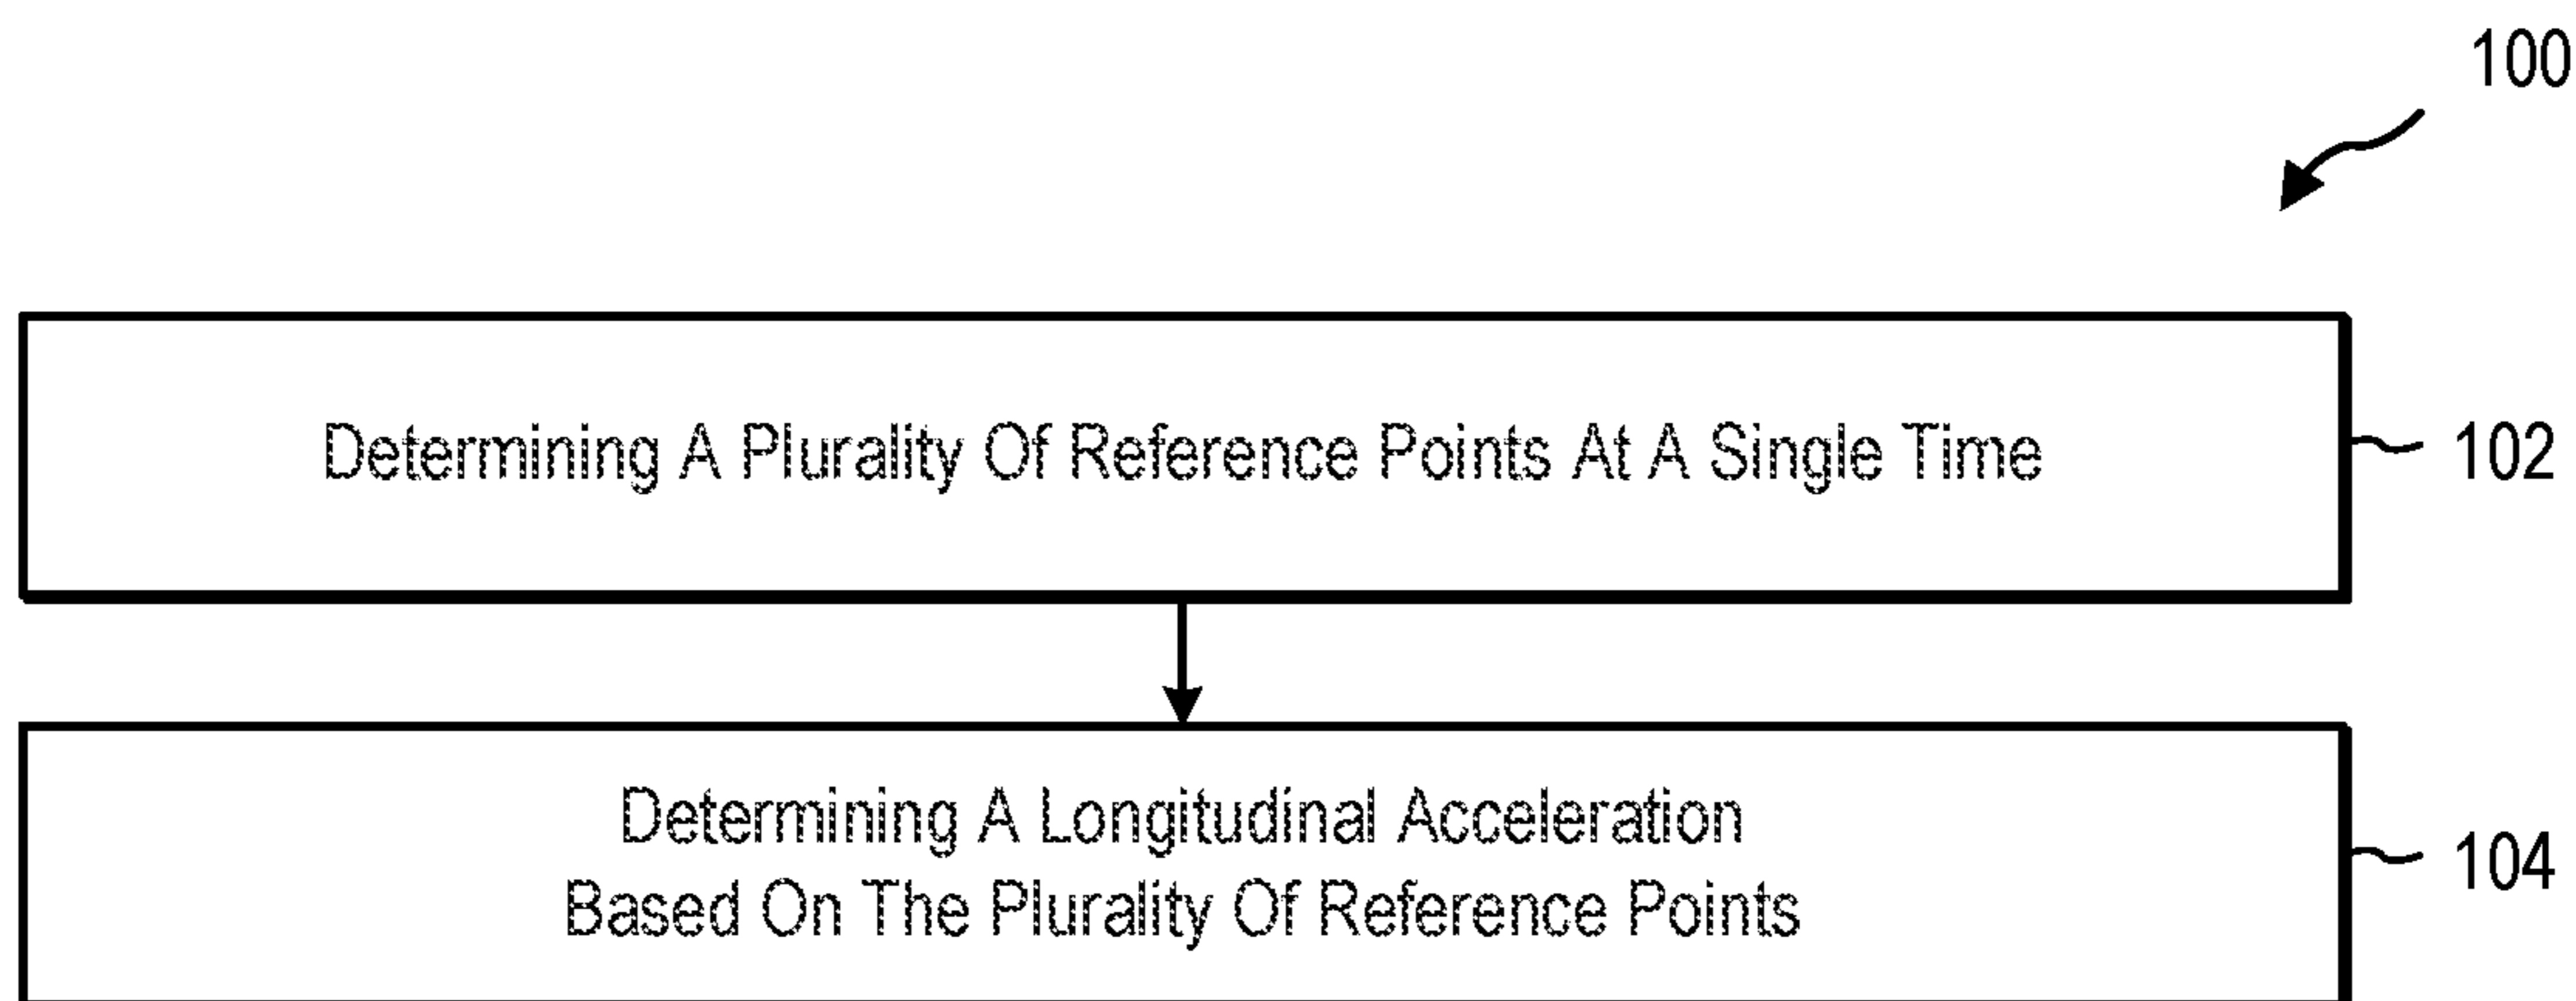 100
Determining A Plurality Of Reference Points At A Single Time
102
Determining A Longitudinal Acceleration
Based On The Plurality Of Reference Points
104